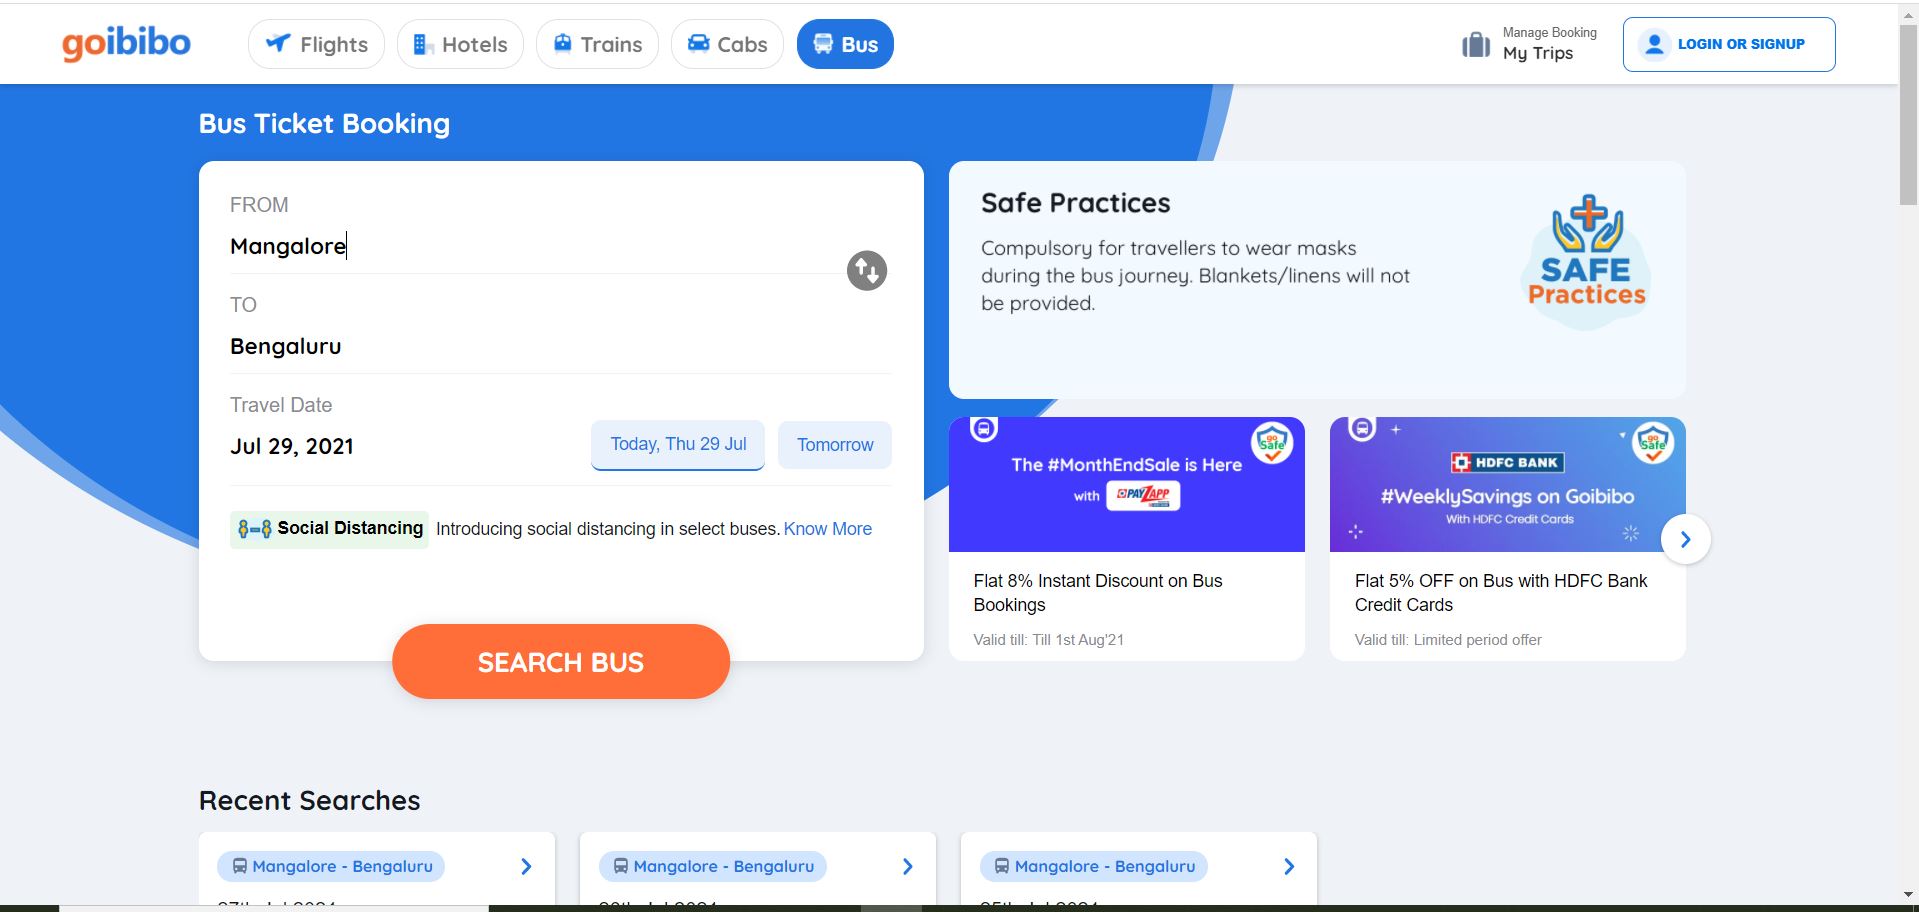 goibibo
Flights
Hotels
Trains
Cabs
Bus
Manage Booking
My Trips
LOGIN OR SIGNUP
Bus Ticket Booking
FROM
Mangalore
TO
Bengaluru
Travel Date
Jul 29, 2021
Today, Thu 29 Jul
Tomorrow
Social Distancing Introducing social distancing in select buses. Know More
SEARCH BUS
Safe Practices
Compulsory for travellers to wear masks
during the bus journey. Blankets/linens will not
be provided.
SAFE
Practices
go
Safe
The #MonthEndSale is Here
with PAYZAPP
Flat 8% Instant Discount on Bus
Bookings
Valid till: Till 1st Aug'21
go
Safe
HDFC BANK
#WeeklySavings on Goibibo
With HDFC Credit Cards
Flat 5% OFF on Bus with HDFC Bank
Credit Cards
Valid till: Limited period offer
Recent Searches
Mangalore - Bengaluru
Mangalore - Bengaluru
Mangalore - Bengaluru